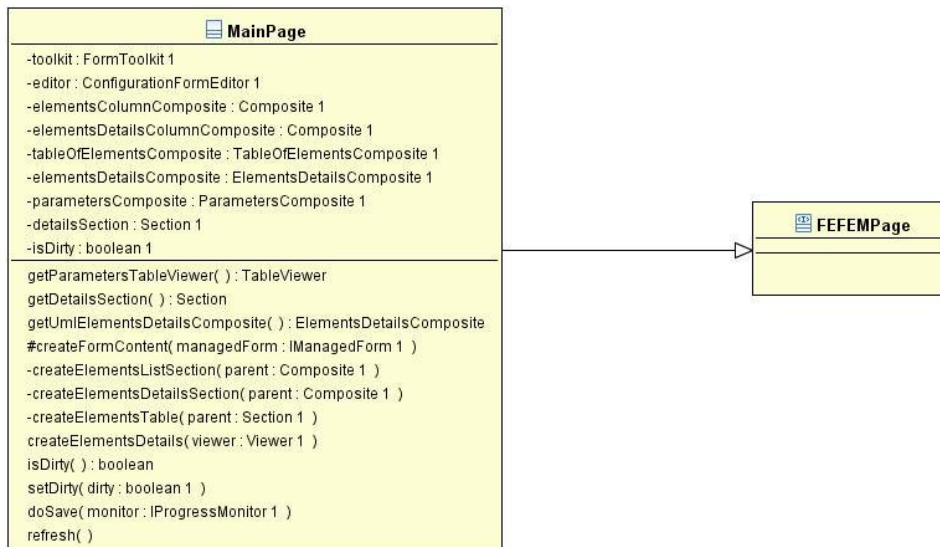 MainPage
-toolkit : FormToolkit 1
-editor : ConfigurationFormEditor 1
-elementsColumnComposite : Composite 1
-elementsDetailsColumnComposite : Composite 1
-tableOfElementsComposite : TableOfElementsComposite 1
-elementsDetailsComposite : ElementsDetailsComposite 1
-parametersComposite : ParametersComposite 1
-detailsSection : Section 1
-isDirty : boolean 1
getParametersTableViewer( ) : TableViewer
getDetailsSection( ) : Section
getUmlElementsDetailsComposite( ) : ElementsDetailsComposite
#createFormContent( managedForm : IManagedForm 1 )
-createElementsListSection( parent : Composite 1 )
-createElementsDetailsSection( parent : Composite 1 )
-createElementsTable( parent : Section 1 )
createElementsDetails( viewer : Viewer 1 )
isDirty( ) : boolean
setDirty( dirty : boolean 1 )
doSave( monitor : IProgressMonitor 1 )
refresh( )
FEFEMPage